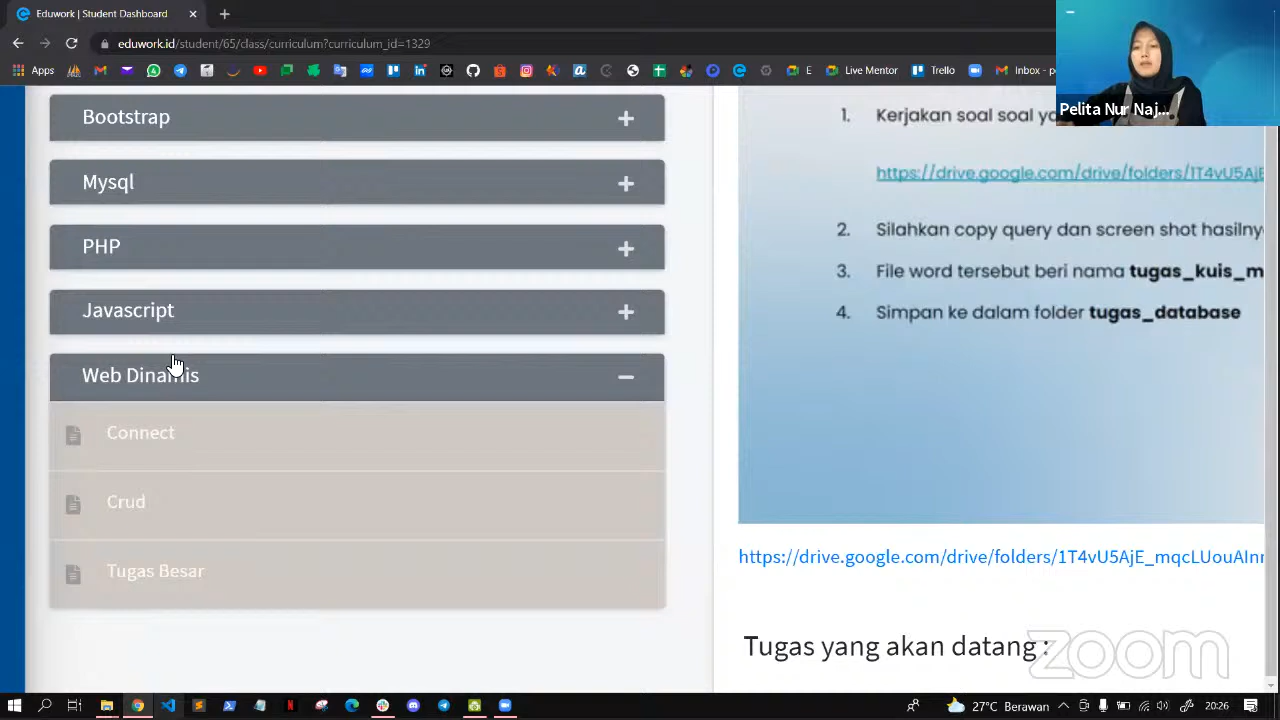 Eduwork | Student Dashboard
eduwork.id/student/65/class/curriculum?curriculum_id=1329
Apps
E
Live Mentor
Trello
Inbox - p
Pelita Nur Naj...
Bootstrap
Mysql
PHP
Javascript
Web Dinamis
Connect
Crud
Tugas Besar
1. Kerjakan soal soal
https://drive.google.com/drive/folders/1T4vU5AjE
2. Silahkan copy query dan screen shot hasilny
3. File word tersebut beri nama tugas_kuis_m
4. Simpan ke dalam folder tugas_database
https://drive.google.com/drive/folders/1T4vU5AjE_mqcLUouAInr
Tugas yang akan datang :
zoom
27°C Berawan
20:26